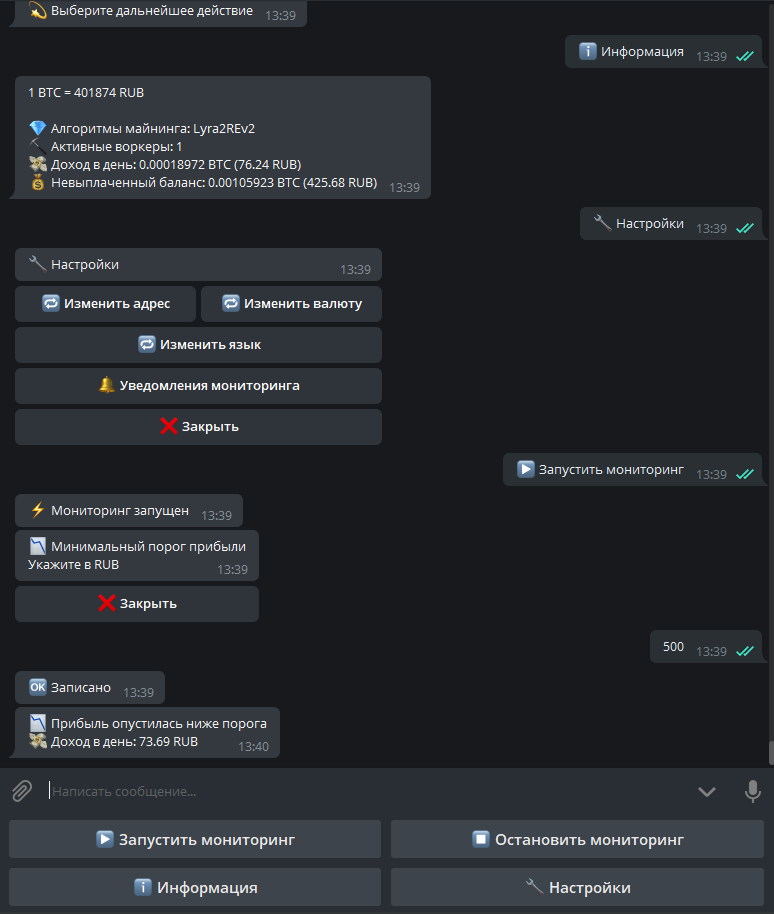 Выберите дальнейшее действие 13:39
Информация 13:39
1 BTC = 401874 RUB
Алгоритмы майнинга: Lyra2REv2
Активные воркеры: 1
Доход в день: 0.00018972 BTC (76.24 RUB)
Невыплаченный баланс: 0.00105923 BTC (425.68 RUB) 13:39
Настройки 13:39
Настройки 13:39
Изменить адрес Изменить валюту
Изменить язык
Уведомления мониторинга
Закрыть
Запустить мониторинг 13:39
Мониторинг запущен 13:39
Минимальный порог прибыли
Укажите в RUB 13:39
Закрыть
500 13:39
OK Записано 13:39
Прибыль опустилась ниже порога
Доход в день: 73.69 RUB 13:40
Написать сообщение...
Запустить мониторинг Остановить мониторинг
Информация Настройки